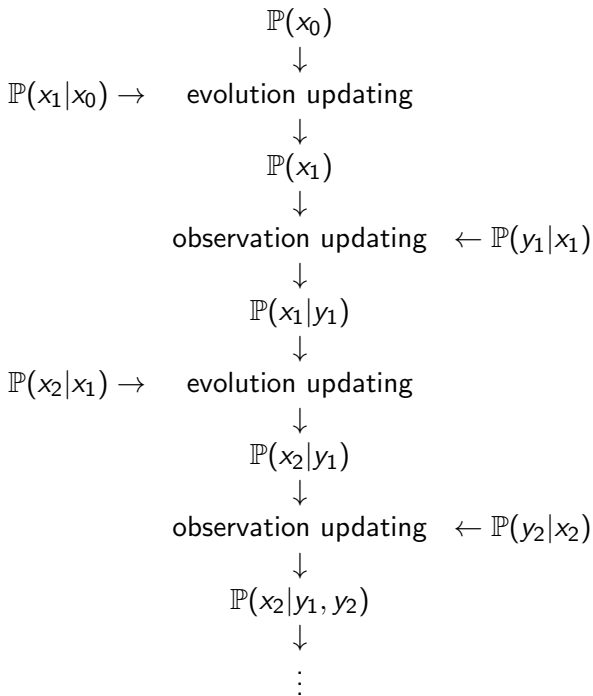 ℙ(x₀)
↓
ℙ(x₁|x₀) → evolution updating
↓
ℙ(x₁)
↓
observation updating ← ℙ(y₁|x₁)
↓
ℙ(x₁|y₁)
↓
ℙ(x₂|x₁) → evolution updating
↓
ℙ(x₂|y₁)
↓
observation updating ← ℙ(y₂|x₂)
↓
ℙ(x₂|y₁, y₂)
↓
⋮